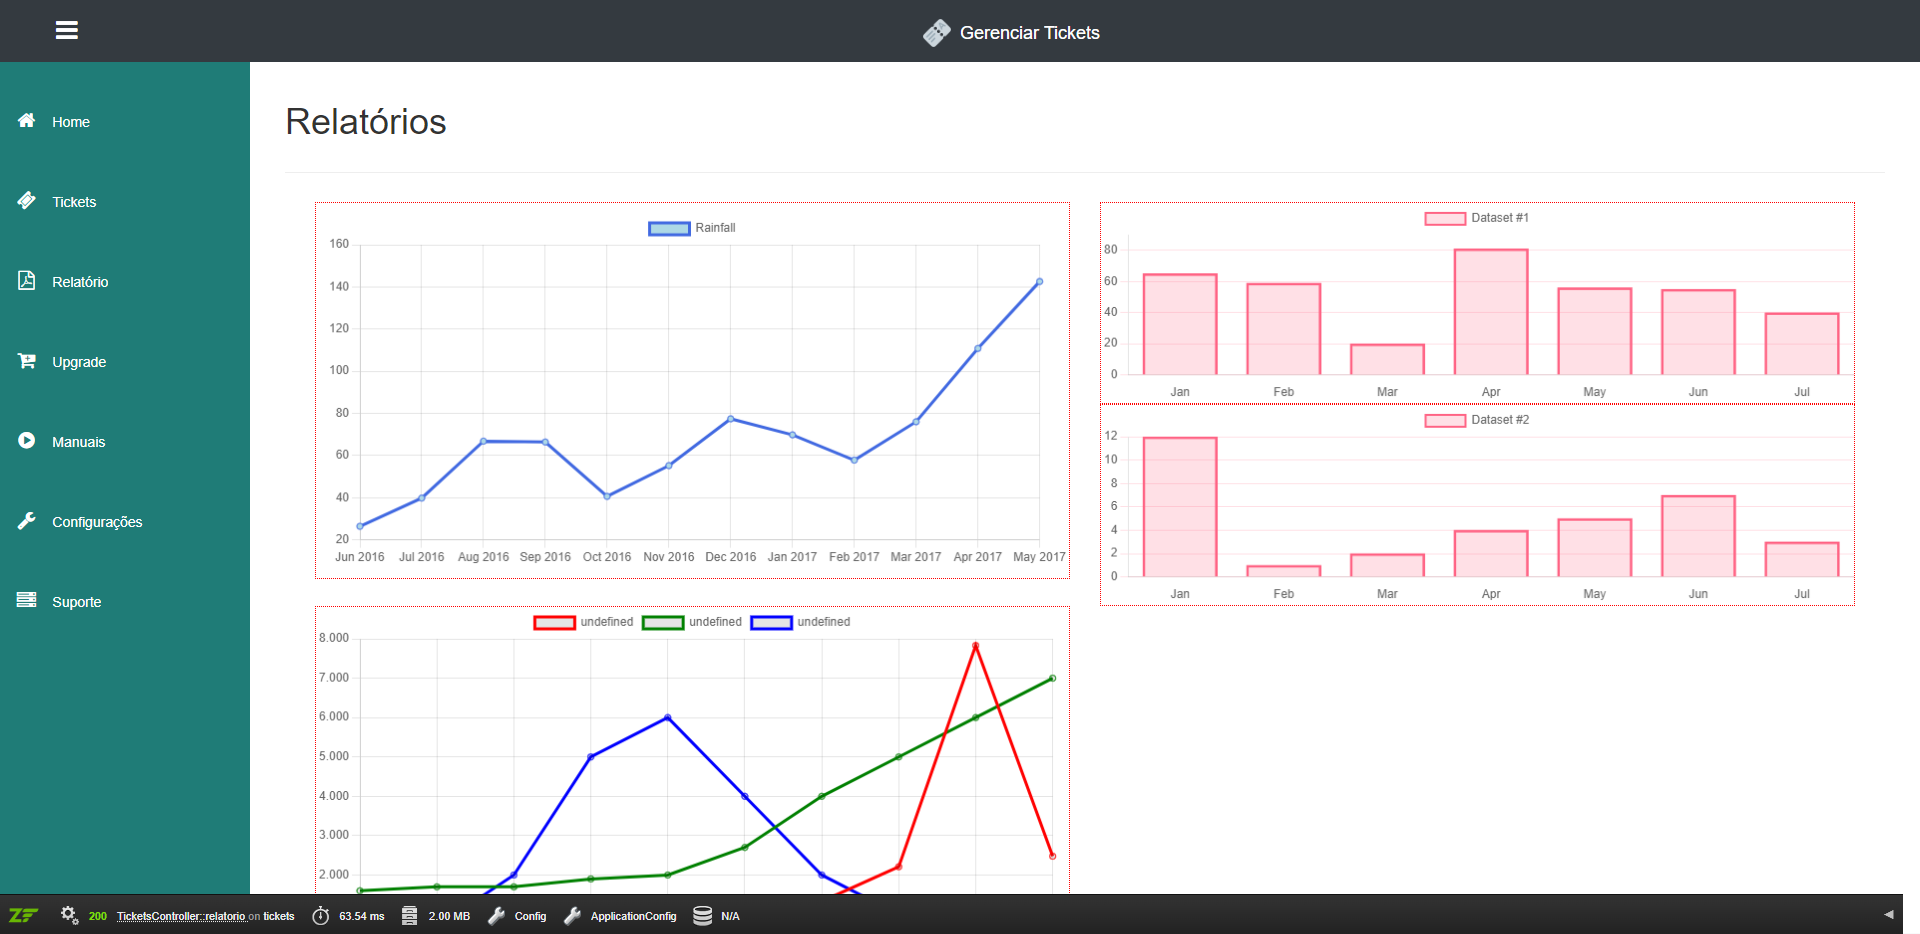 Gerenciar Tickets
Home
Tickets
Relatório
Upgrade
Manuais
Configurações
Suporte
Relatórios
Rainfall
160
140
120
100
80
60
40
20
Jun 2016 Jul 2016 Aug 2016 Sep 2016 Oct 2016 Nov 2016 Dec 2016 Jan 2017 Feb 2017 Mar 2017 Apr 2017 May 2017
Dataset #1
80
60
40
20
0
Jan Feb Mar Apr May Jun Jul
Dataset #2
12
10
8
6
4
2
0
Jan Feb Mar Apr May Jun Jul
undefined undefined undefined
8.000
7.000
6.000
5.000
4.000
3.000
2.000
ZF 200 TicketsController::relatorio on tickets 63.54 ms 2.00 MB Config ApplicationConfig N/A